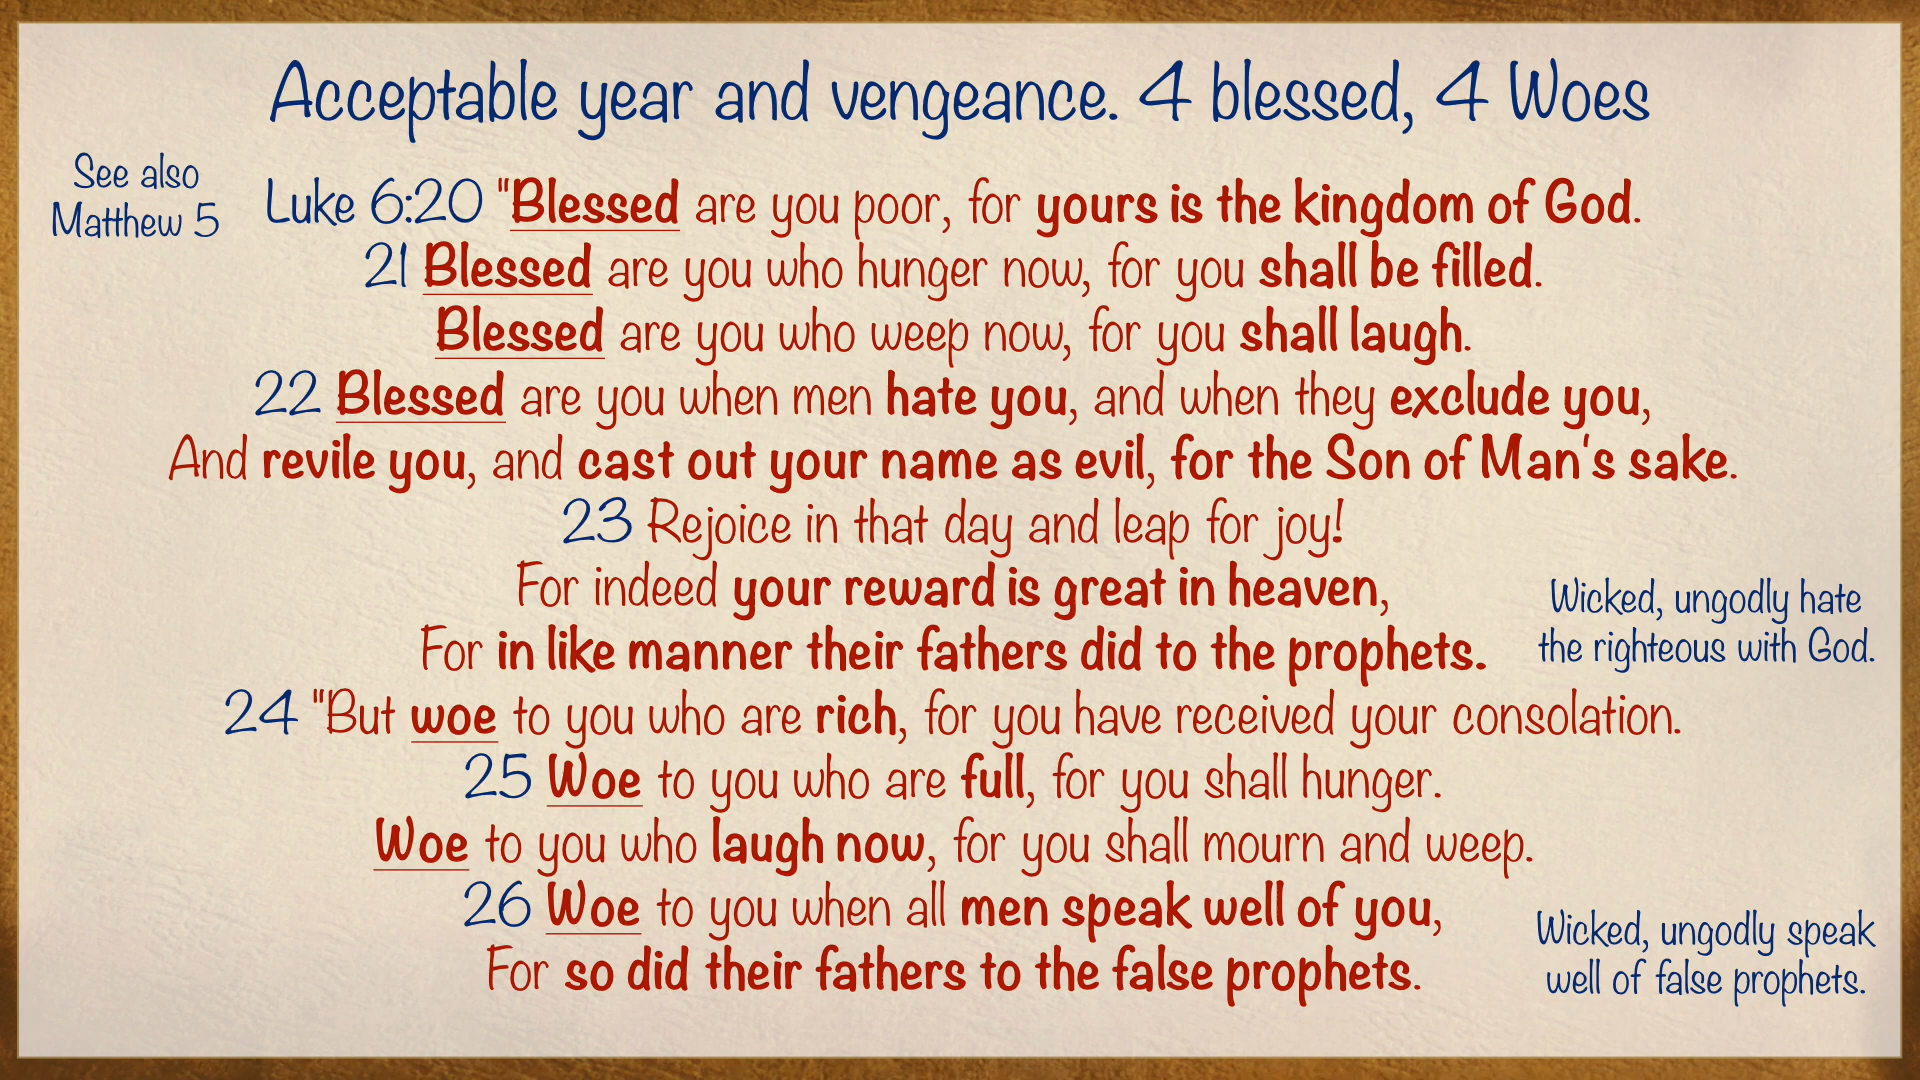 Acceptable year and vengeance. 4 blessed, 4 Woes
See also
Matthew 5
Luke 6:20 "Blessed are you poor, for yours is the kingdom of God.
21 Blessed are you who hunger now, for you shall be filled.
Blessed are you who weep now, for you shall laugh.
22 Blessed are you when men hate you, and when they exclude you,
And revile you, and cast out your name as evil, for the Son of Man's sake.
23 Rejoice in that day and leap for joy!
For indeed your reward is great in heaven,
For in like manner their fathers did to the prophets.
Wicked, ungodly hate
the righteous with God.
24 "But woe to you who are rich, for you have received your consolation.
25 Woe to you who are full, for you shall hunger.
Woe to you who laugh now, for you shall mourn and weep.
26 Woe to you when all men speak well of you,
For so did their fathers to the false prophets.
Wicked, ungodly speak
well of false prophets.